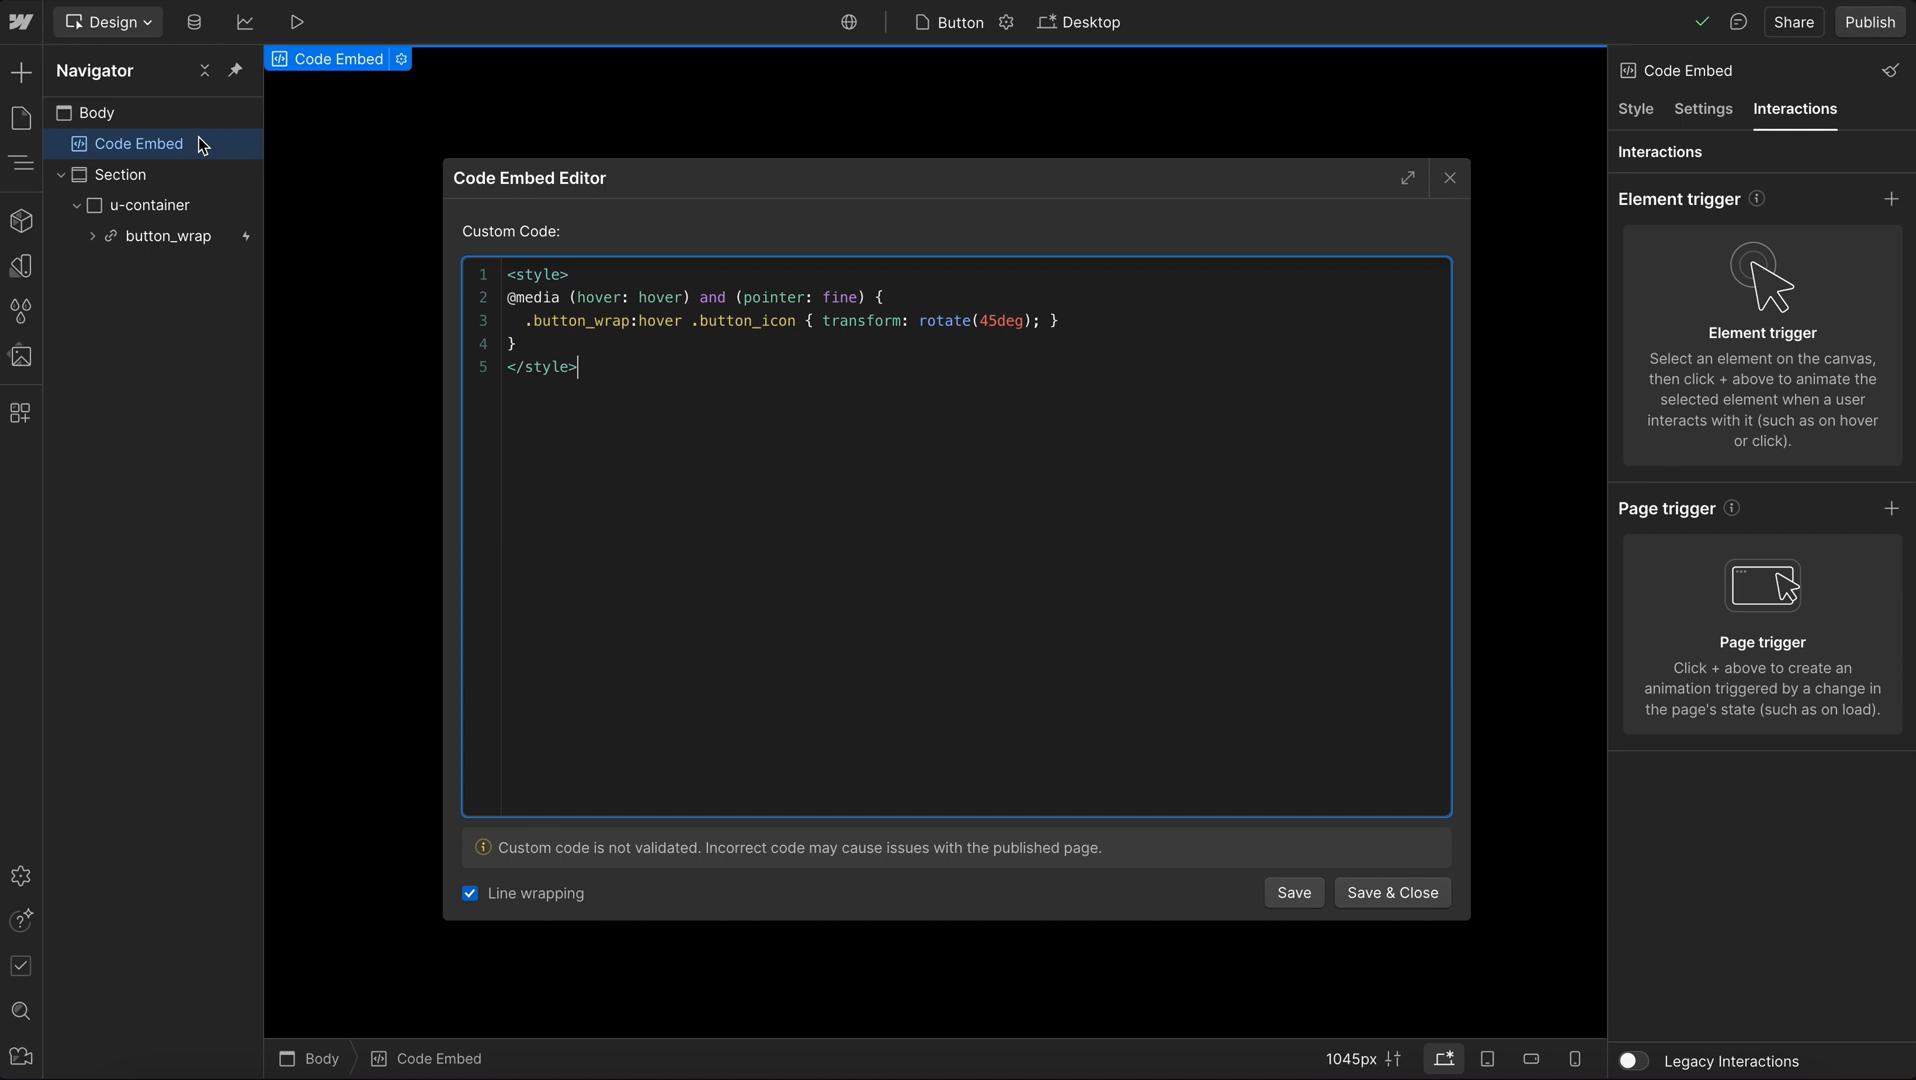 Design
Button
Desktop
Share
Publish
Navigator
Body
Code Embed
Section
u-container
button_wrap
Code Embed
Code Embed Editor
Custom Code:
1 <style>
2 @media (hover: hover) and (pointer: fine) {
3 .button_wrap:hover .button_icon { transform: rotate(45deg); }
4 }
5 </style>
Custom code is not validated. Incorrect code may cause issues with the published page.
Line wrapping
Save
Save & Close
Code Embed
Style Settings Interactions
Interactions
Element trigger
Element trigger
Select an element on the canvas,
then click + above to animate the
selected element when a user
interacts with it (such as on hover
or click).
Page trigger
Page trigger
Click + above to create an
animation triggered by a change in
the page's state (such as on load).
Body
Code Embed
1045px
Legacy Interactions